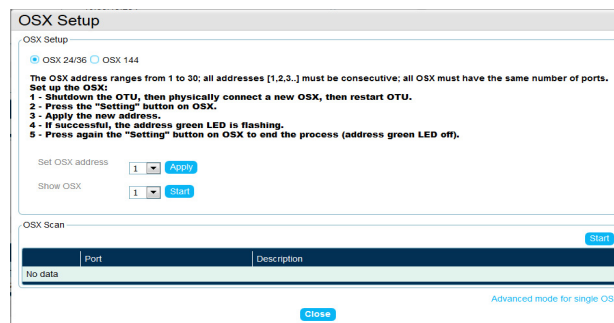 OSX Setup
OSX Setup
OSX 24/36 OSX 144
The OSX address ranges from 1 to 30; all addresses [1,2,3..] must be consecutive; all OSX must have the same number of ports.
Set up the OSX:
1 - Shutdown the OTU, then physically connect a new OSX, then restart OTU.
2 - Press the "Setting" button on OSX.
3 - Apply the new address.
4 - If successful, the address green LED is flashing.
5 - Press again the "Setting" button on OSX to end the process (address green LED off).
Set OSX address 1 Apply
Show OSX 1 Start
OSX Scan
Start
Port Description
No data
Advanced mode for single
Close